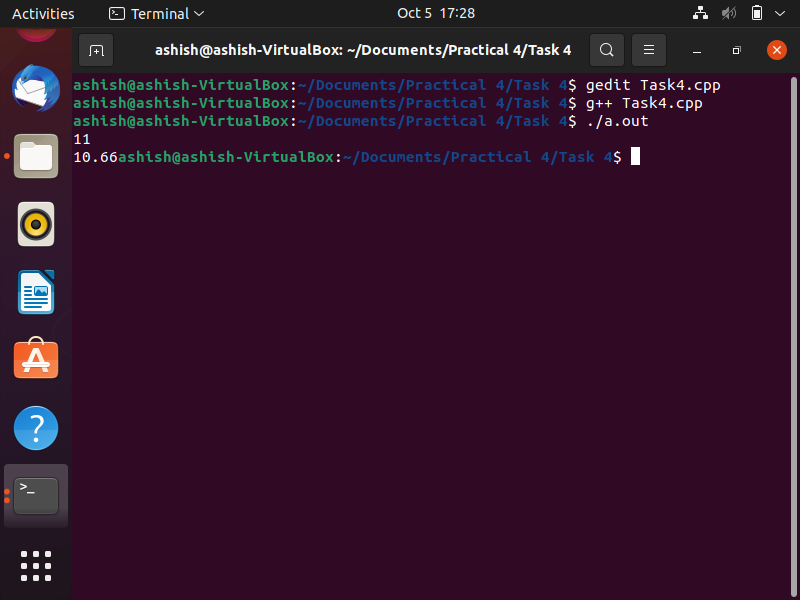 Activities Terminal Oct 5 17:28
ashish@ashish-VirtualBox: ~/Documents/Practical 4/Task 4
ashish@ashish-VirtualBox:~/Documents/Practical 4/Task 4$ gedit Task4.cpp
ashish@ashish-VirtualBox:~/Documents/Practical 4/Task 4$ g++ Task4.cpp
ashish@ashish-VirtualBox:~/Documents/Practical 4/Task 4$ ./a.out
11
10.66ashish@ashish-VirtualBox:~/Documents/Practical 4/Task 4$